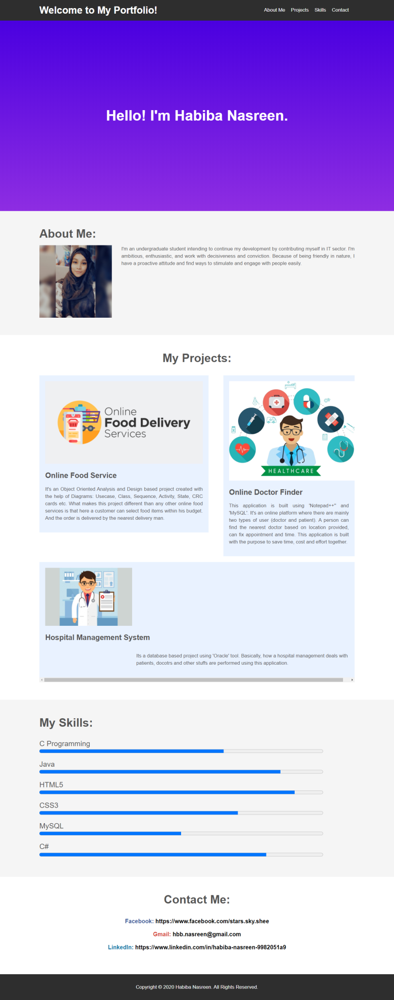 Welcome to My Portfolio!
About Me Projects Skills Contact
Hello! I'm Habiba Nasreen.
About Me:
I'm an undergraduate student intending to continue my development by contributing myself in IT sector. I'm
ambitious, enthusiastic, and work with decisiveness and conviction. Because of being friendly in nature, I
have a proactive attitude and find ways to stimulate and engage with people easily.
My Projects:
Online
Food Delivery
Services
Online Food Service
It's an Object Oriented Analysis and Design based project created with
the help of Diagrams: Usecase, Class, Sequence, Activity, State, CRC
cards etc. What makes this project different than any other online food
services is that here a customer can select food items within his budget.
And the order is delivered by the nearest delivery man.
HEALTHCARE
Online Doctor Finder
This application is built using 'Notepad++" and
'MySQL'. It's an online platform where there are mainly
two types of user (doctor and patient). A person can
find the nearest doctor based on location provided,
can fix appointment and time. This application is built
with the purpose to save time, cost and effort together.
Hospital Management System
Its a database based project using 'Oracle' tool. Basically, how a hospital management deals with
patients, docotrs and other stuffs are performed using this application.
My Skills:
C Programming
Java
HTML5
CSS3
MySQL
C#
Contact Me:
Facebook: https://www.facebook.com/stars.sky.shee
Gmail: hbb.nasreen@gmail.com
LinkedIn: https://www.linkedin.com/in/habiba-nasreen-9982051a9
Copyright © 2020 Habiba Nasreen. All Rights Reserved.